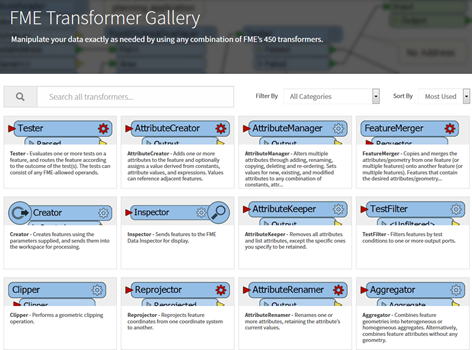 FME Transformer Gallery
Manipulate your data exactly as needed by using any combination of FME's 450 transformers.
No Address
Output
Search all transformers...
Filter By
All Categories
Sort By
Most Used
Tester
AttributeCreator
AttributeManager
FeatureMerger
Passed
Output
Output
Requestor
Tester - Evaluates one or more tests on a
feature, and routes the feature according
to the outcome of the test(s). The tests can
consist of any FME-allowed operands.
AttributeCreator - Adds one or more
attributes to the feature and optionally
assigns a value derived from constants,
attribute values, and expressions. Values
can reference adjacent features.
AttributeManager - Alters multiple
attributes through adding, renaming,
copying, deleting and re-ordering. Sets
values for new, existing, and modified
attributes to any combination of
constants, attr...
FeatureMerger - Copies and merges the
attributes/geometry from one feature (or
multiple features) onto another feature (or
multiple features). Features that contain
the desired attributes/geometry...
Creator
Inspector
AttributeKeeper
TestFilter
Output
<Unfiltered>
Creator - Creates features using the
parameters supplied, and sends them into
the workspace for processing.
Inspector - Sends features to the FME
Data Inspector for display.
AttributeKeeper - Removes all attributes
and list attributes, except the specific ones
you specify to be retained.
TestFilter - Filters features by test
conditions to one or more output ports.
Clipper
Reprojector
AttributeRenamer
Aggregator
Clipper
Reprojected
Output
Aggregate
Clipper - Performs a geometric clipping
operation.
Reprojector - Reprojects feature
coordinates from one coordinate system
to another.
AttributeRenamer - Renames one or
more attributes, retaining the attribute's
current values.
Aggregator - Combines feature
geometries into heterogeneous or
homogeneous aggregates. Alternatively,
combines feature attributes without any
geometry.